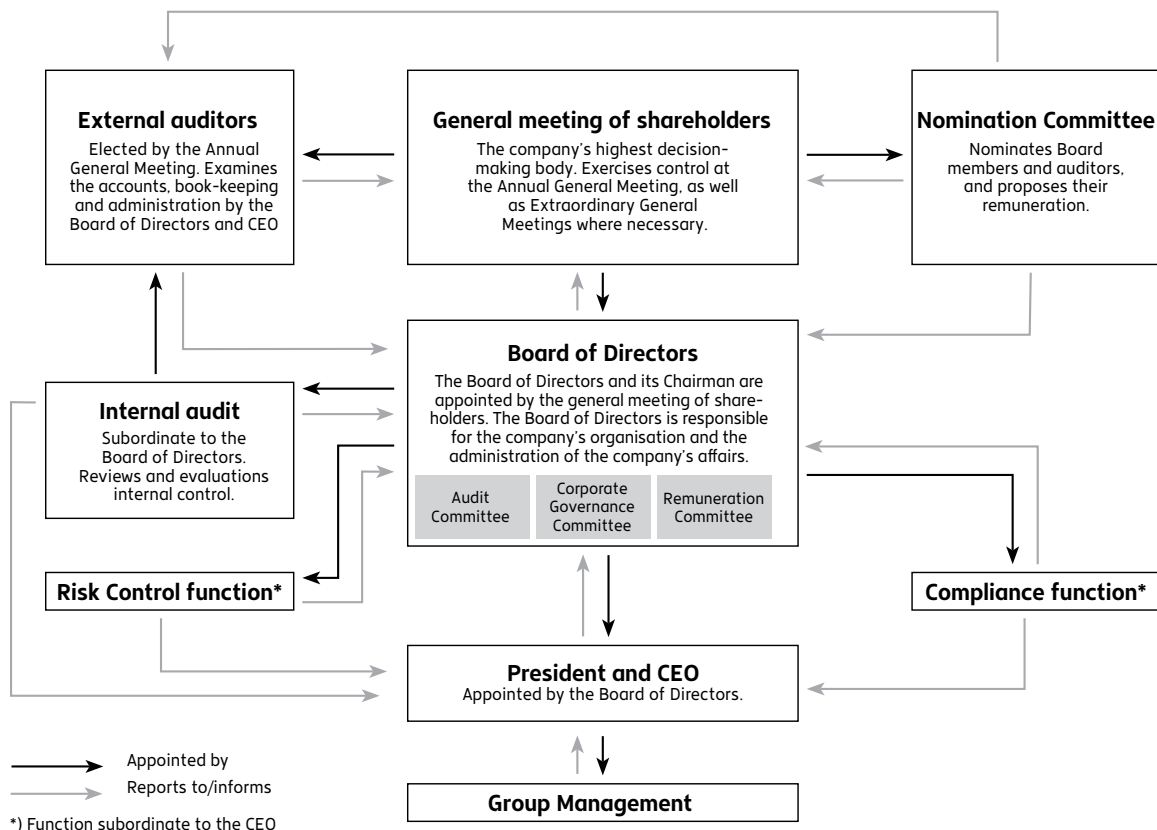 External auditors
Elected by the Annual
General Meeting. Examines
the accounts, book-keeping
and administration by the
Board of Directors and CEO
General meeting of shareholders
The company's highest decision-
making body. Exercises control at
the Annual General Meeting, as well
as Extraordinary General
Meetings where necessary.
Nomination Committee
Nominates Board
members and auditors,
and proposes their
remuneration.
Board of Directors
The Board of Directors and its Chairman are
appointed by the general meeting of share-
holders. The Board of Directors is responsible
for the company's organisation and the
administration of the company's affairs.
Audit
Committee
Corporate
Governance
Committee
Remuneration
Committee
Internal audit
Subordinate to the
Board of Directors.
Reviews and evaluations
internal control.
Risk Control function*
Compliance function*
President and CEO
Appointed by the Board of Directors.
Group Management
Appointed by
Reports to/informs
*) Function subordinate to the CEO